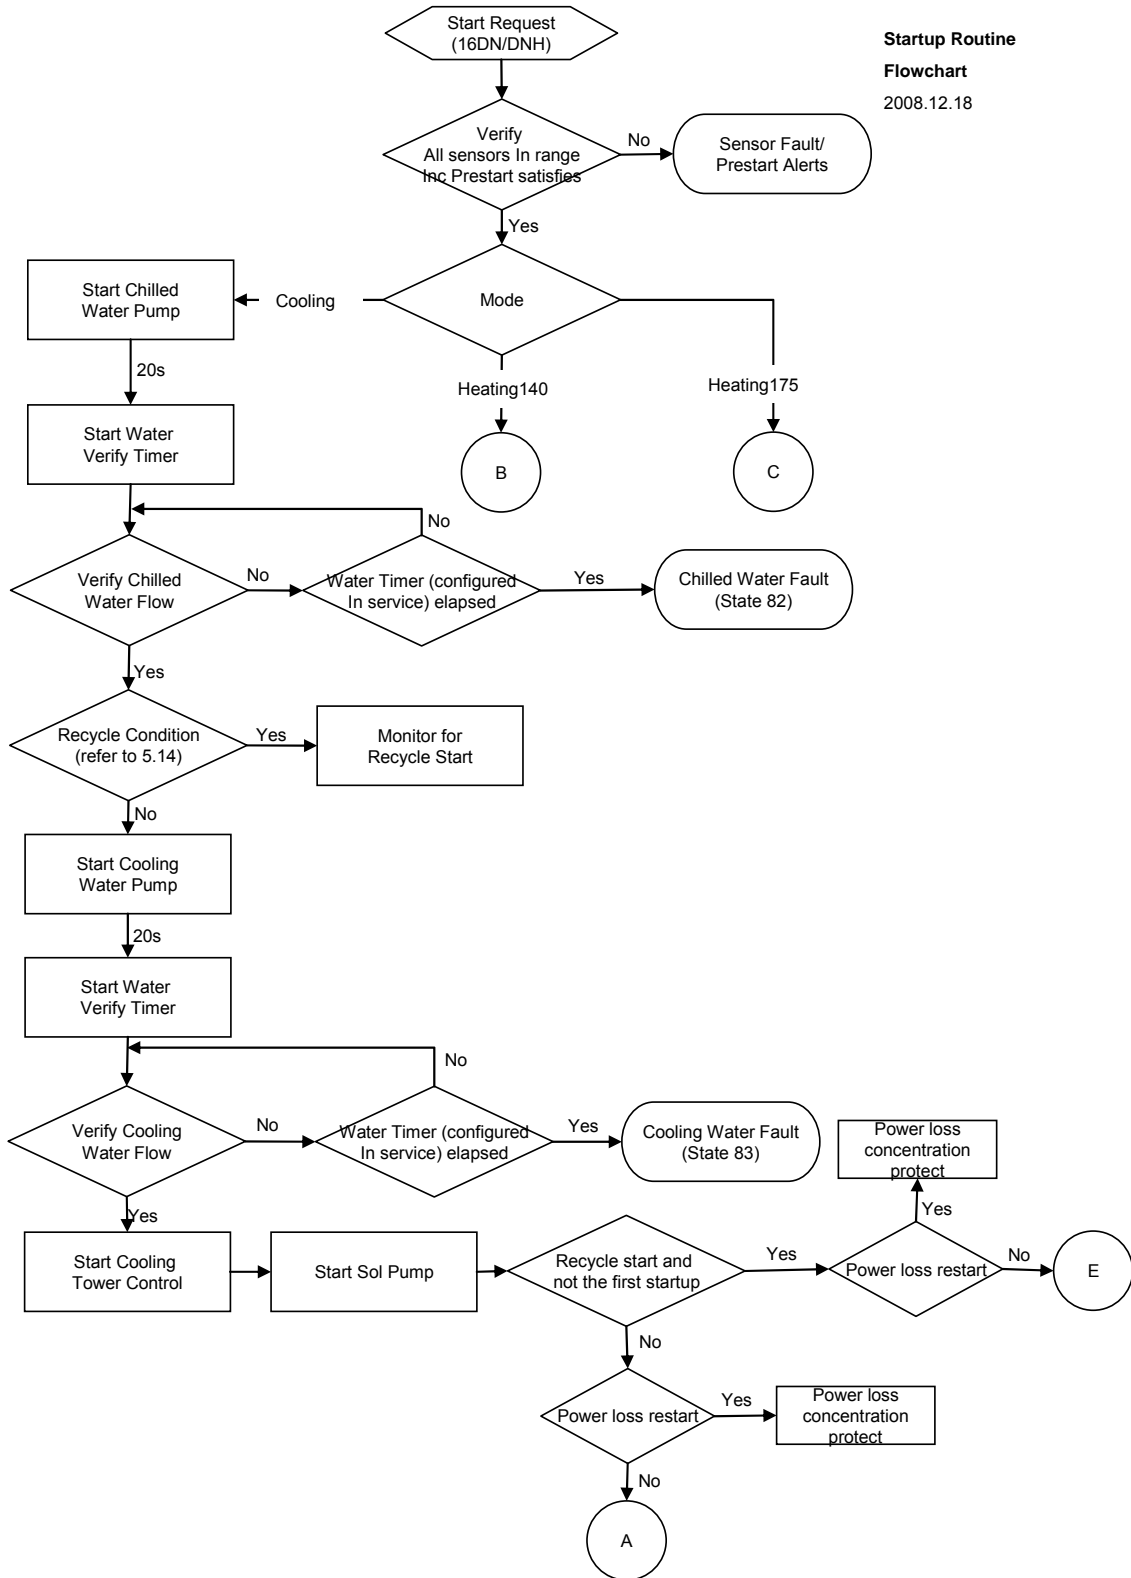 Start Request
(16DN/DNH)
Startup Routine
Flowchart
2008.12.18
Verify
All sensors In range
Inc Prestart satisfies
No
Sensor Fault/
Prestart Alerts
Yes
Start Chilled
Water Pump
Cooling
Mode
20s
Heating140
Heating175
Start Water
Verify Timer
B
C
No
Verify Chilled
Water Flow
No
Water Timer (configured
In service) elapsed
Yes
Chilled Water Fault
(State 82)
Yes
Recycle Condition
(refer to 5.14)
Yes
Monitor for
Recycle Start
No
Start Cooling
Water Pump
20s
Start Water
Verify Timer
No
Verify Cooling
Water Flow
No
Water Timer (configured
In service) elapsed
Yes
Cooling Water Fault
(State 83)
Power loss
concentration
protect
Yes
Yes
Start Cooling
Tower Control
Start Sol Pump
Recycle start and
not the first startup
Yes
Power loss restart
No
E
No
Power loss restart
Yes
Power loss
concentration
protect
No
A